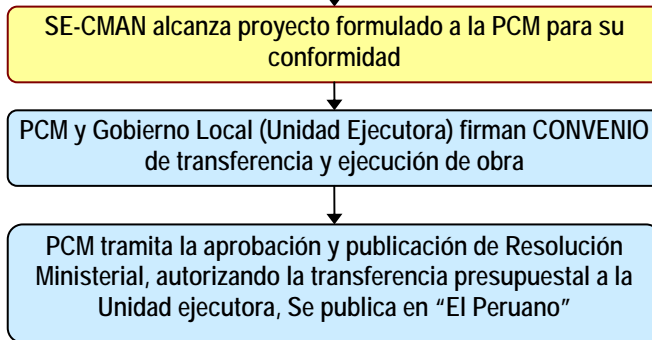 SE-CMAN alcanza proyecto formulado a la PCM para su
conformidad
PCM y Gobierno Local (Unidad Ejecutora) firman CONVENIO
de transferencia y ejecución de obra
PCM tramita la aprobación y publicación de Resolución
Ministerial, autorizando la transferencia presupuestal a la
Unidad ejecutora, Se publica en “El Peruano”